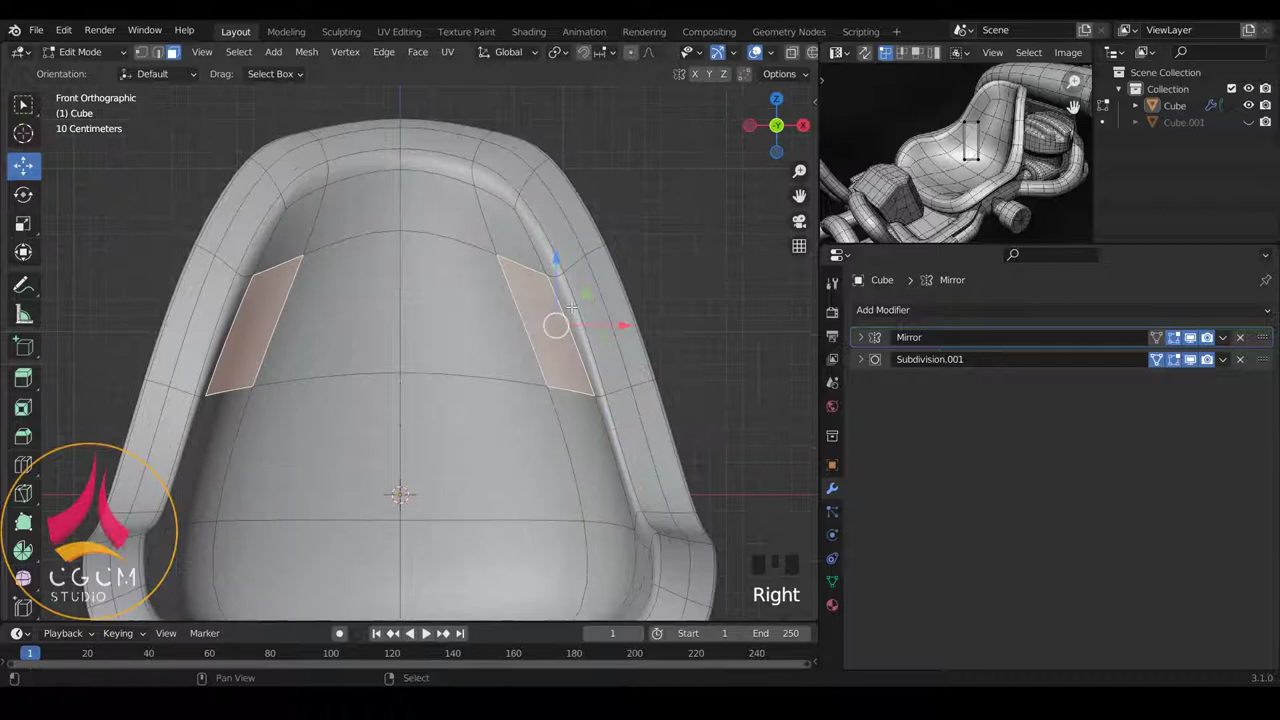 File Edit Render Window Help Layout Modeling Sculpting UV Editing Texture Paint Shading Animation Rendering Compositing Geometry Nodes Scripting + Scene ViewLayer
Edit Mode View Select Add Mesh Vertex Edge Face UV Global View Select Image
Orientation: Default Drag: Select Box X Y Z Options
Front Orthographic
(1) Cube
10 Centimeters
Z
X
Y
Scene Collection
Collection
Cube
Cube.001
Cube > Mirror
Add Modifier
Mirror
Subdivision.001
CGCM
STUDIO
Right
Playback Keying View Marker 1 Start 1 End 250
1 20 40 60 80 100 120 140 160 180 200 220 240
Pan View Select 3.1.0